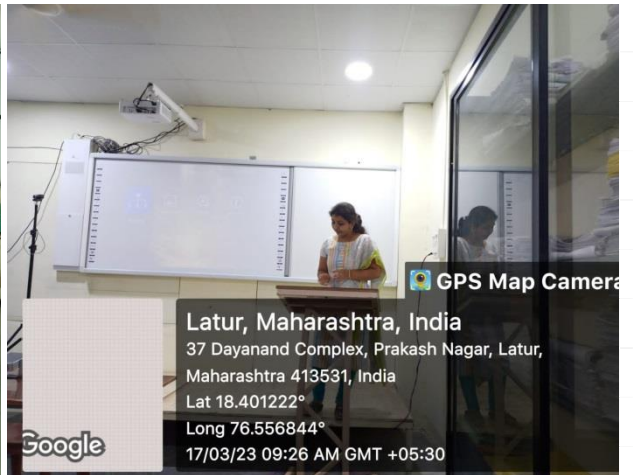 GPS Map Camera
Latur, Maharashtra, India
37 Dayanand Complex, Prakash Nagar, Latur,
Maharashtra 413531, India
Lat 18.401222°
Long 76.556844°
17/03/23 09:26 AM GMT +05:30
Google